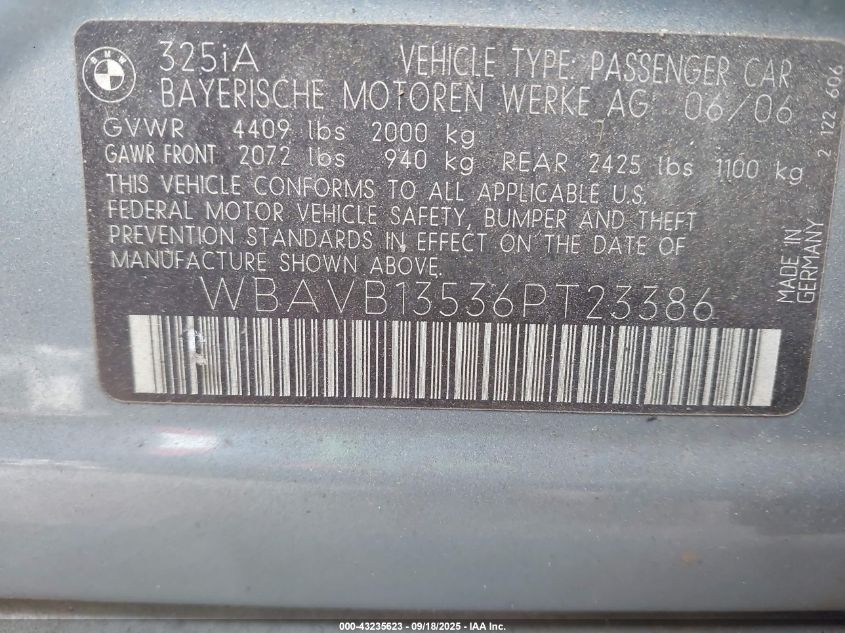 BMW
325iA VEHICLE TYPE: PASSENGER CAR
BAYERISCHE MOTOREN WERKE AG 06/06
GVWR 4409 lbs 2000 kg
GAWR FRONT 2072 lbs 940 kg REAR 2425 lbs 1100 kg
THIS VEHICLE CONFORMS TO ALL APPLICABLE U.S.
FEDERAL MOTOR VEHICLE SAFETY, BUMPER AND THEFT
PREVENTION STANDARDS IN EFFECT ON THE DATE OF
MANUFACTURE SHOWN ABOVE.
WBAVB13536PT23386
2 122 606
MADE IN
GERMANY
000-43235623 - 09/18/2025 - IAA Inc.